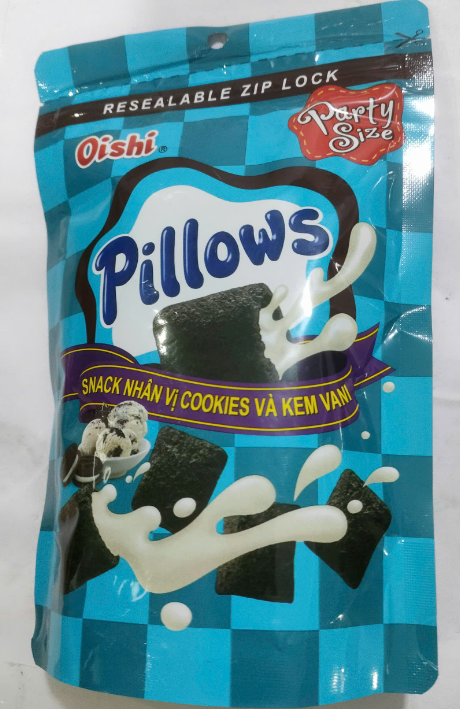 RESEALABLE ZIP LOCK
Party
Size
Oishi®
Pillows
SNACK NHÂN VỊ COOKIES VÀ KEM VANI